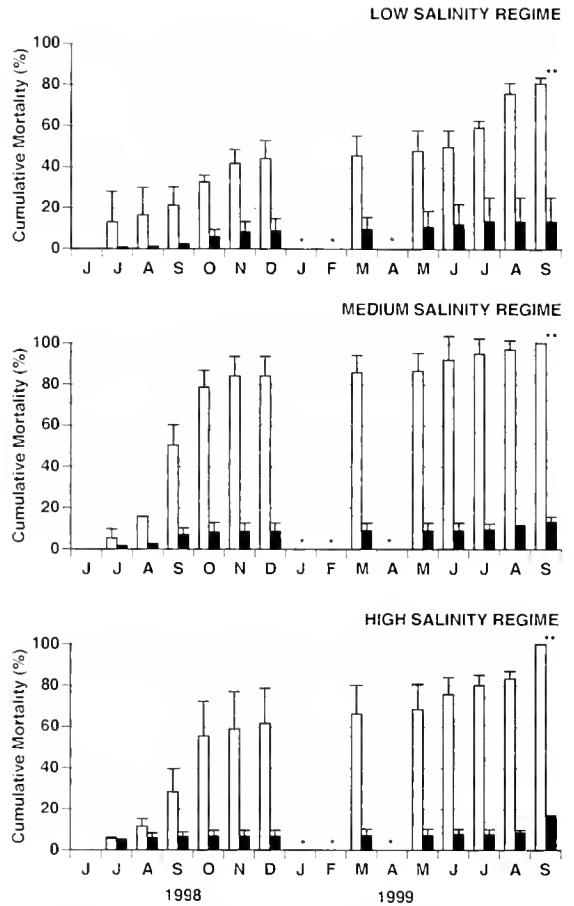 LOW SALINITY REGIME
Cumulative Mortality (%)
100
80
60
40
20
0
J J A S O N D J F M A M J J A S
MEDIUM SALINITY REGIME
Cumulative Mortality (%)
100
80
60
40
20
0
J J A S O N D J F M A M J J A S
HIGH SALINITY REGIME
Cumulative Mortality (%)
100
80
60
40
20
0
J J A S O N D J F M A M J J A S
1998 1999